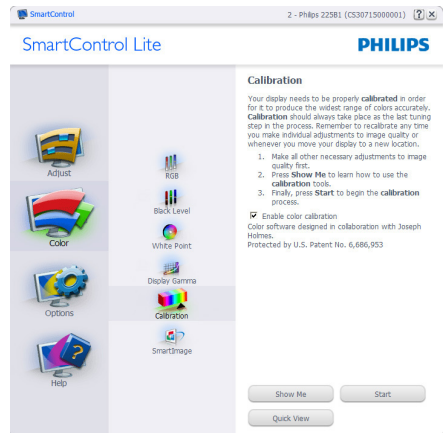 SmartControl
2 - Philips 225B1 (CS30715000001)
SmartControl Lite
PHILIPS
Adjust
Color
Options
Help
RGB
Black Level
White Point
Display Gamma
Calibration
SmartImage
Calibration
Your display needs to be properly calibrated in order
for it to produce the widest range of colors accurately.
Calibration should always take place as the last tuning
step in the process. Remember to recalibrate any time
you make individual adjustments to image quality or
whenever you move your display to a new location.
1. Make all other necessary adjustments to image
quality first.
2. Press Show Me to learn how to use the
calibration tools.
3. Finally, press Start to begin the calibration
process.
Enable color calibration
Color software designed in collaboration with Joseph
Holmes.
Protected by U.S. Patent No. 6,686,953
Show Me
Start
Quick View